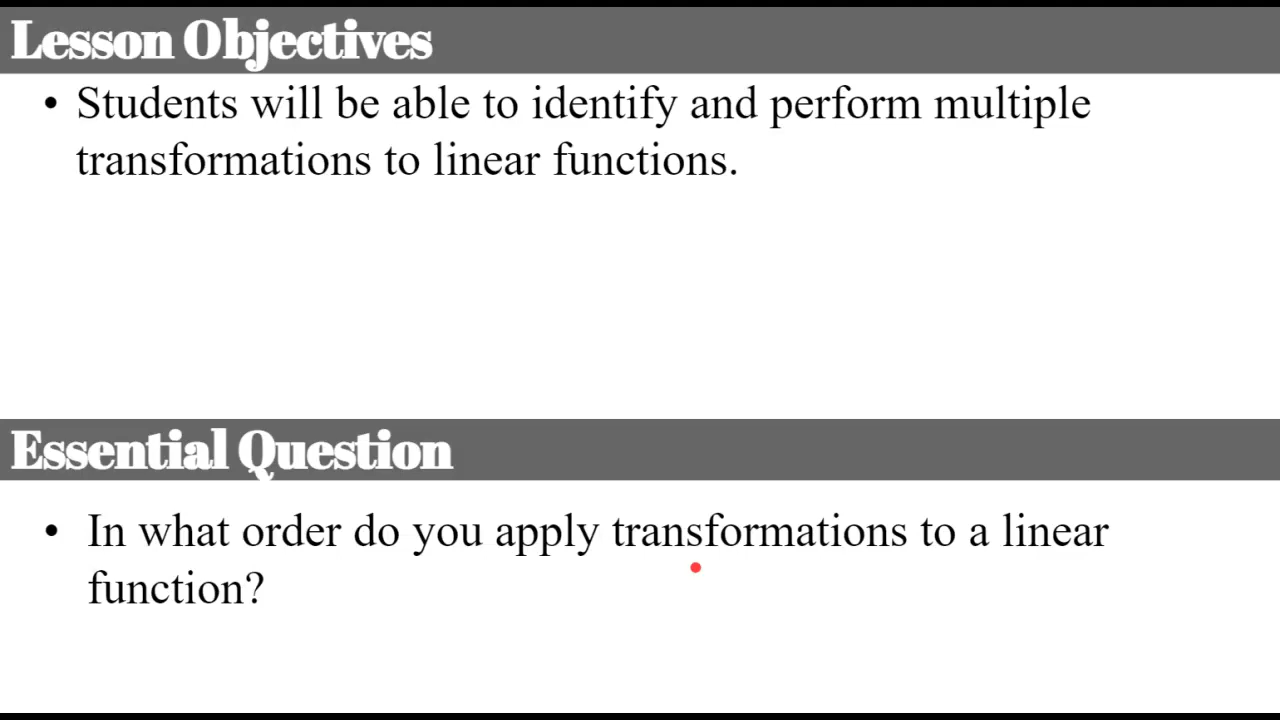 Lesson Objectives
• Students will be able to identify and perform multiple
transformations to linear functions.
Essential Question
• In what order do you apply transformations to a linear
function?